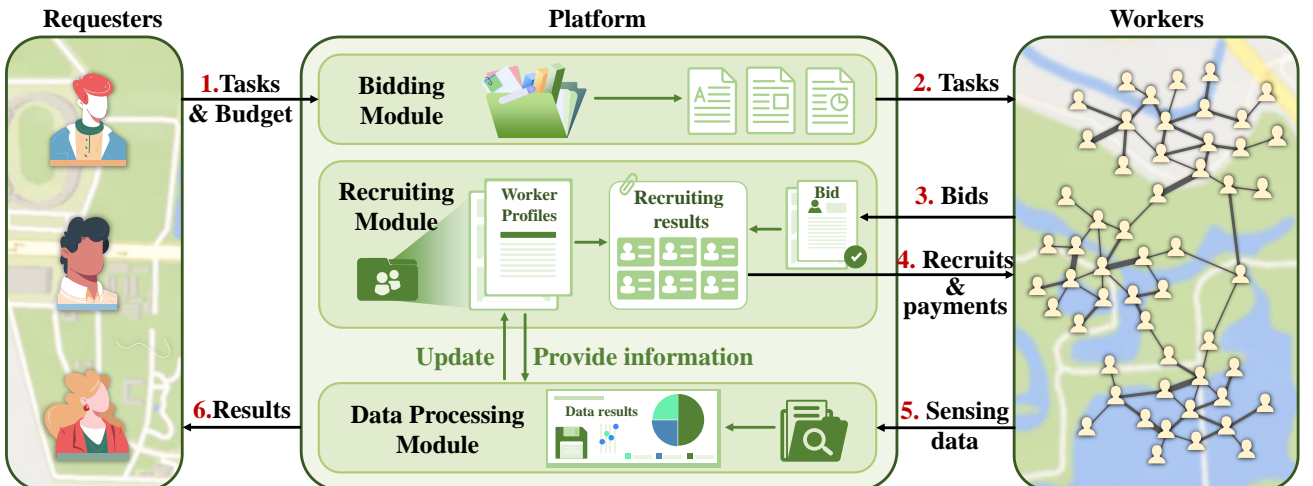 Requesters
Platform
Workers
1.Tasks
& Budget
Bidding
Module
A
2. Tasks
Recruiting
Module
Worker
Profiles
Recruiting
results
Bid
3. Bids
4. Recruits
&
payments
Update
Provide information
6.Results
Data Processing
Module
Data results
5. Sensing
data